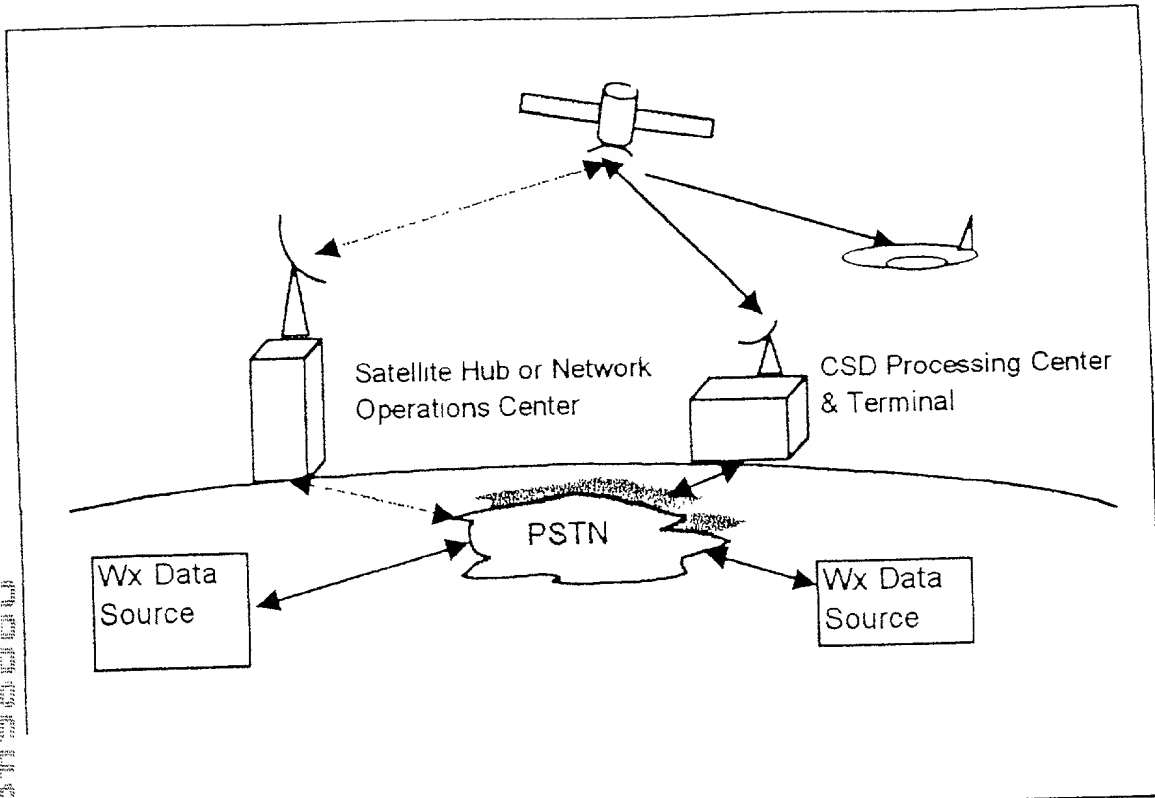 Satellite Hub or Network
Operations Center
CSD Processing Center
& Terminal
PSTN
Wx Data
Source
Wx Data
Source